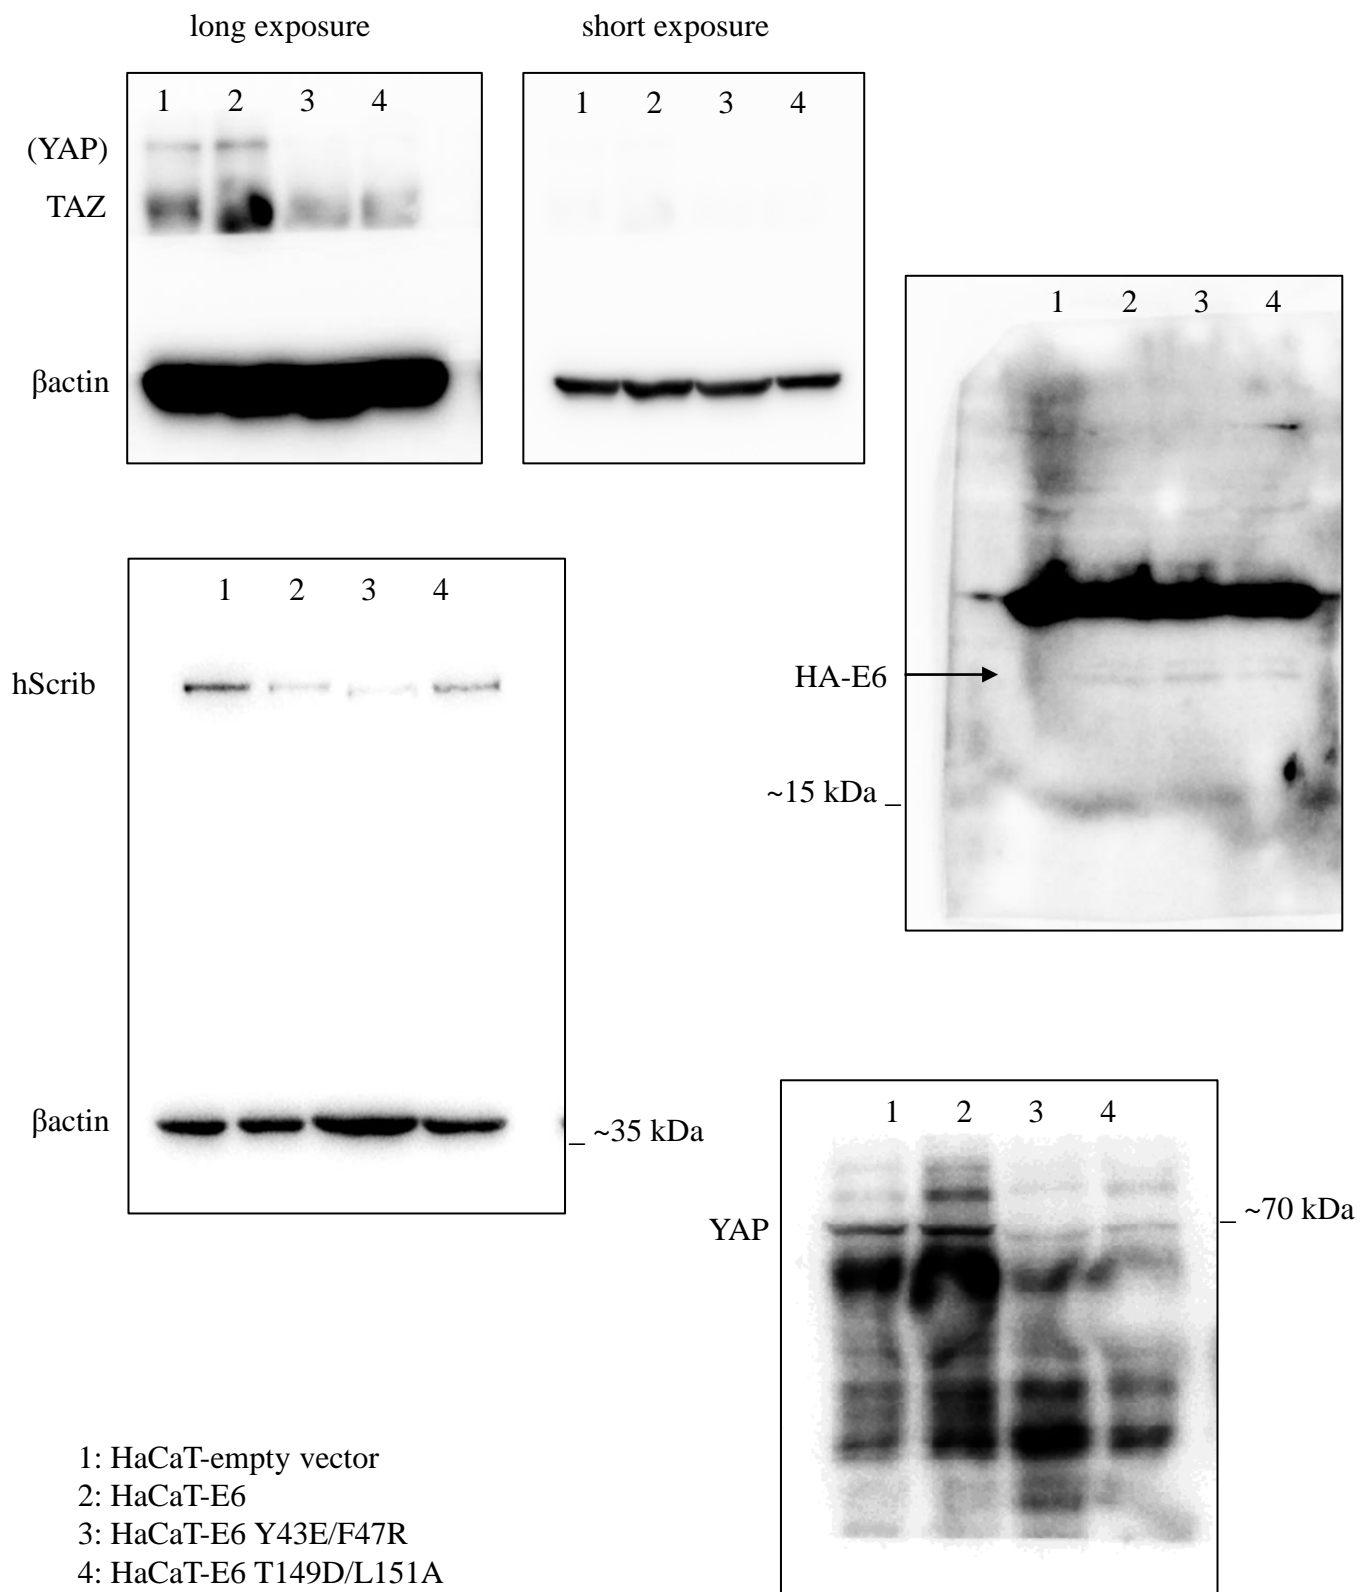 long exposure
short exposure
1 2 3 4
1 2 3 4
(YAP)
TAZ
βactin
1 2 3 4
HA-E6
~15 kDa _
1 2 3 4
hScrib
βactin
_ ~35 kDa
1 2 3 4
YAP
_ ~70 kDa
1: HaCaT-empty vector
2: HaCaT-E6
3: HaCaT-E6 Y43E/F47R
4: HaCaT-E6 T149D/L151A